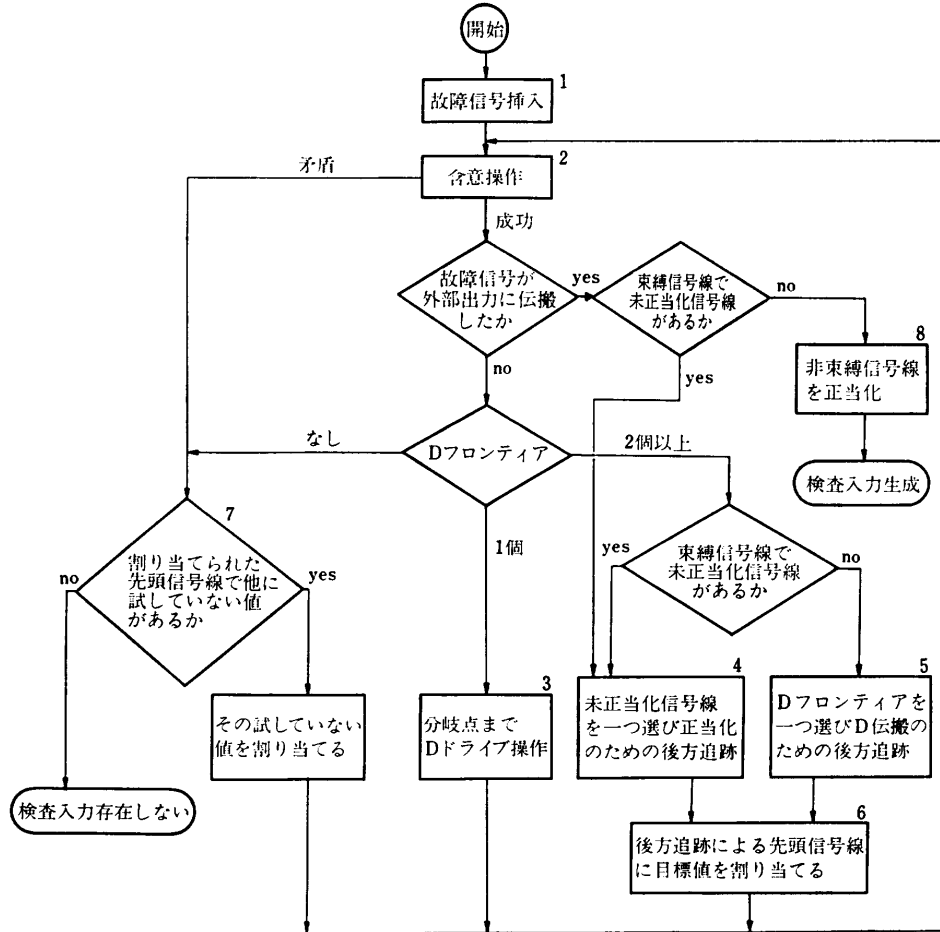 開始
1
故障信号挿入
2
含意操作
矛盾
成功
故障信号が
外部出力に伝搬
したか
yes
束縛信号線で
未正当化信号線
があるか
no
8
非束縛信号線
を正当化
no
yes
なし
Dフロンティア
2個以上
検査入力生成
7
割り当てられた
先頭信号線で他に
試していない値
があるか
no
yes
1個
yes
束縛信号線で
未正当化信号線
があるか
no
その試していない
値を割り当てる
3
分岐点まで
Dドライブ操作
4
未正当化信号線
を一つ選び正当化
のための後方追跡
5
Dフロンティアを
一つ選びD伝搬の
ための後方追跡
検査入力存在しない
6
後方追跡による先頭信号線
に目標値を割り当てる